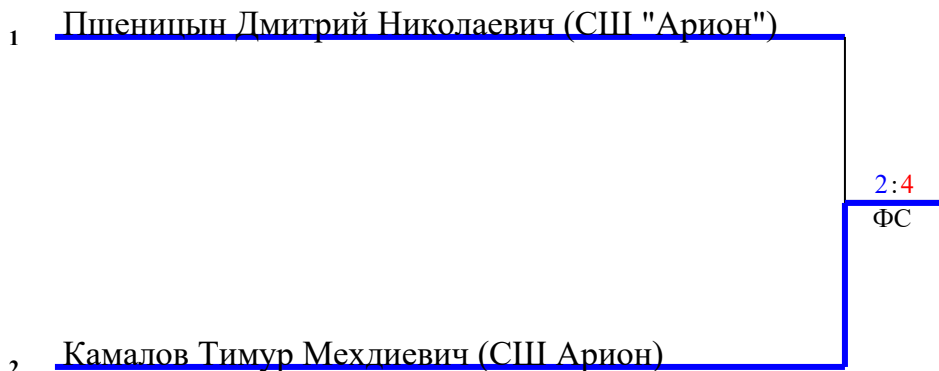 1 Пшеницын Дмитрий Николаевич (СШ "Арион")
2:4
ФС
2 Камалов Тимур Мехдиевич (СШ Арион)